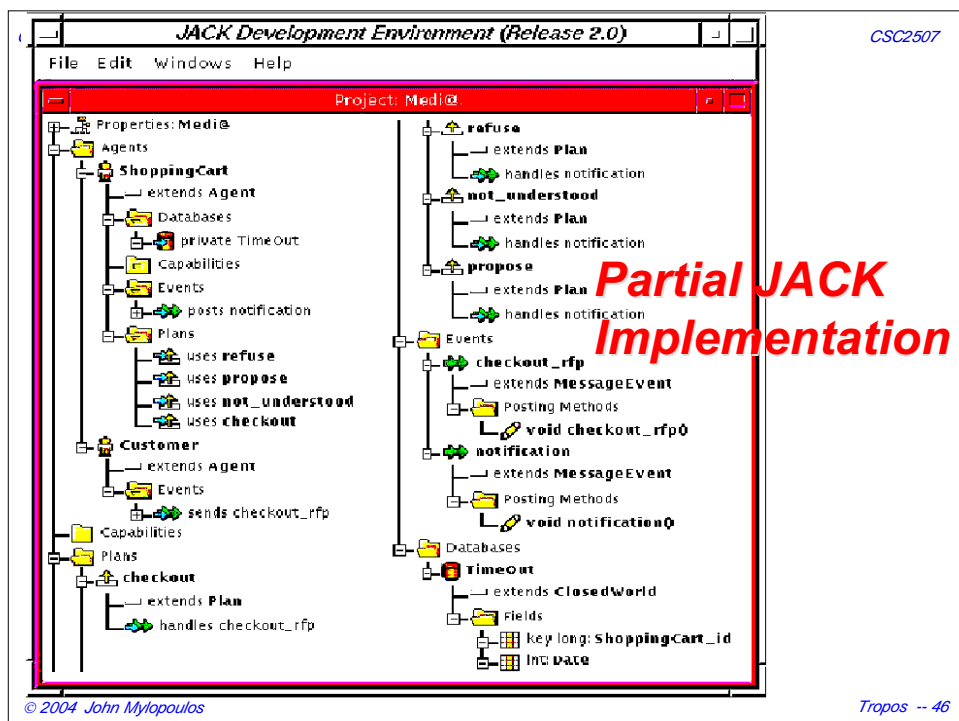 CSC2507
JACK Development Environment (Release 2.0)
File Edit Windows Help
Project: Medi@
Properties: Medi@
Agents
ShoppingCart
extends Agent
Databases
private TimeOut
Capabilities
Events
posts notification
Plans
uses refuse
uses propose
uses not_understood
uses checkout
Customer
extends Agent
Events
sends checkout_rfp
Capabilities
Plans
checkout
extends Plan
handles checkout_rfp
refuse
extends Plan
handles notification
not_understood
extends Plan
handles notification
propose
extends Plan
handles notification
Events
checkout_rfp
extends MessageEvent
Posting Methods
void checkout_rfp()
notification
extends MessageEvent
Posting Methods
void notification()
Databases
TimeOut
extends ClosedWorld
Fields
key long: ShoppingCart_id
int: Date
Partial JACK
Implementation
© 2004 John Mylopoulos
Tropos -- 46